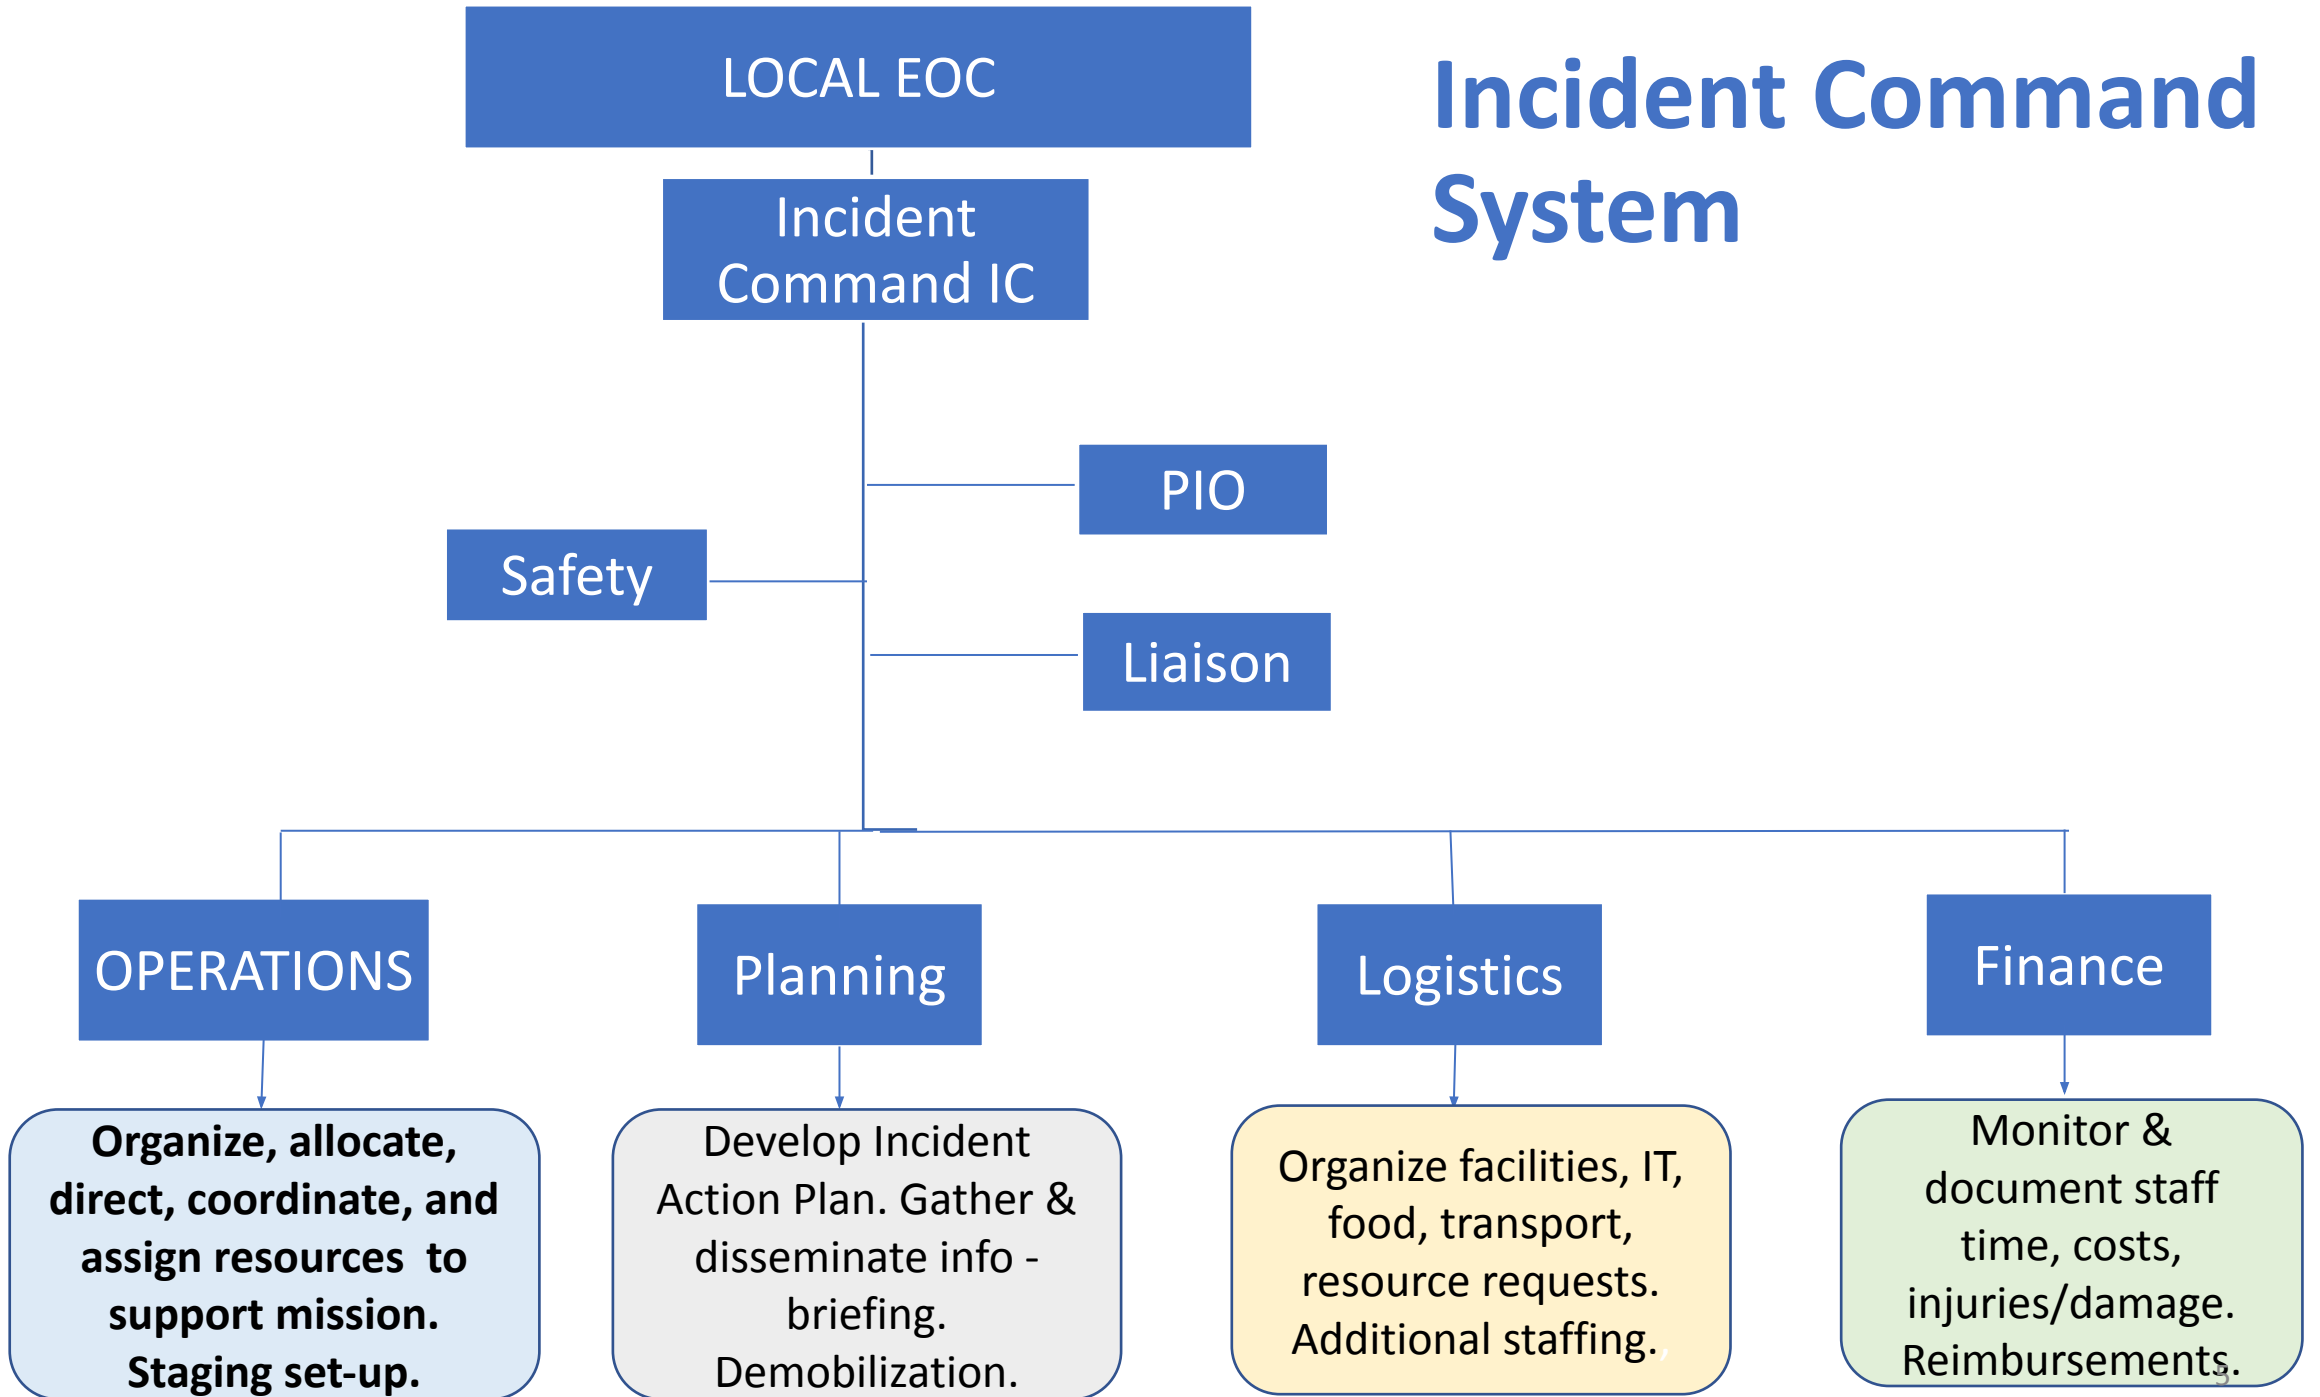 LOCAL EOC
Incident Command
System
Incident
Command IC
PIO
Safety
Liaison
OPERATIONS
Planning
Logistics
Finance
Organize, allocate,
direct, coordinate, and
assign resources  to
support mission.
Staging set-up.
Develop Incident
Action Plan. Gather &
disseminate info -
briefing.
Demobilization.
Organize facilities, IT,
food, transport,
resource requests.
Additional staffing.,
Monitor &
document staff
time, costs,
injuries/damage.
Reimbursements.
5